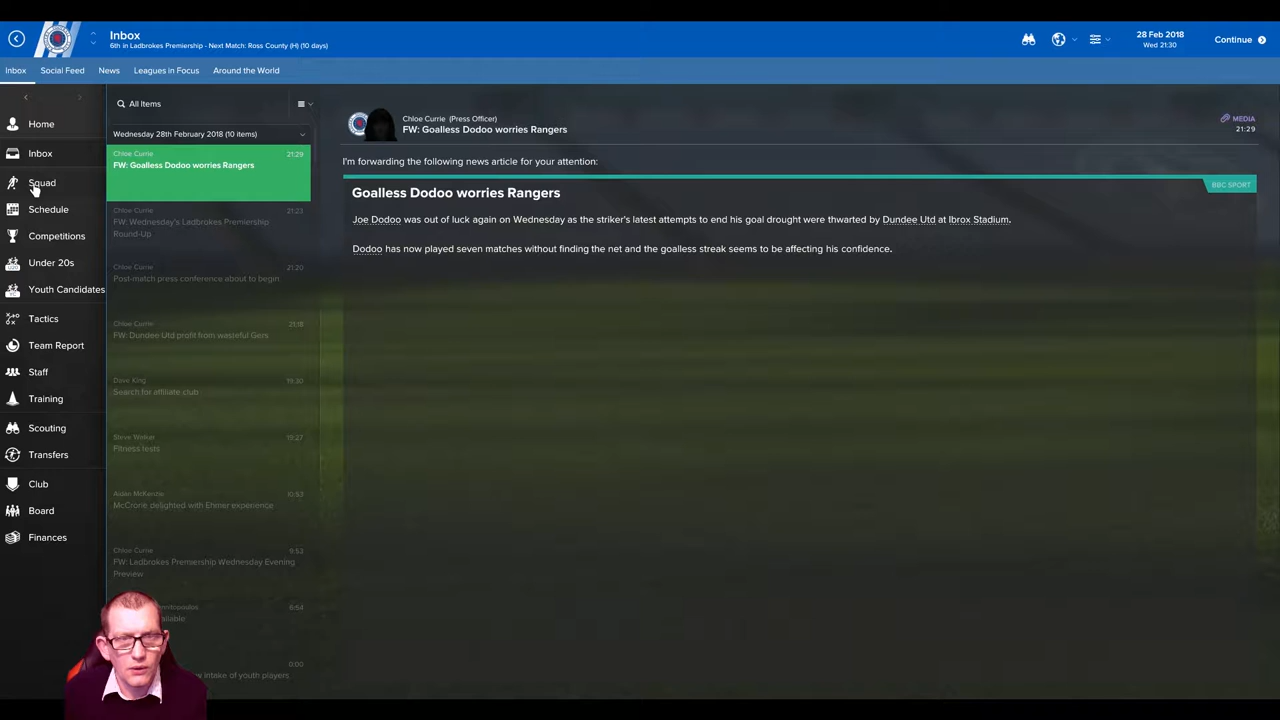 Inbox
6th in Ladbrokes Premiership - Next Match: Ross County (H) (10 days)
28 Feb 2018
Wed 21:30
Continue
Inbox
Social Feed
News
Leagues in Focus
Around the World
Home
Inbox
Squad
Schedule
Competitions
Under 20s
Youth Candidates
Tactics
Team Report
Staff
Training
Scouting
Transfers
Club
Board
Finances
All Items
Wednesday 28th February 2018 (10 items)
Chloe Currie 21:29
FW: Goalless Dodoo worries Rangers
Chloe Currie 21:23
FW: Wednesday's Ladbrokes Premiership
Round-Up
Chloe Currie 21:20
Post-match press conference about to begin
Chloe Currie 21:18
FW: Dundee Utd profit from wasteful Gers
Dave King 19:30
Search for affiliate club
Steve Walker 19:27
Fitness tests
Aidan McKenzie 10:53
McCrorie delighted with Ehmer experience
Chloe Currie 9:52
FW: Ladbrokes Premiership Wednesday Evening
Preview
8:54
8:00
intake of youth players
Chloe Currie (Press Officer)
FW: Goalless Dodoo worries Rangers
MEDIA
21:29
I'm forwarding the following news article for your attention:
BBC SPORT
Goalless Dodoo worries Rangers
Joe Dodoo was out of luck again on Wednesday as the striker's latest attempts to end his goal drought were thwarted by Dundee Utd at Ibrox Stadium.
Dodoo has now played seven matches without finding the net and the goalless streak seems to be affecting his confidence.